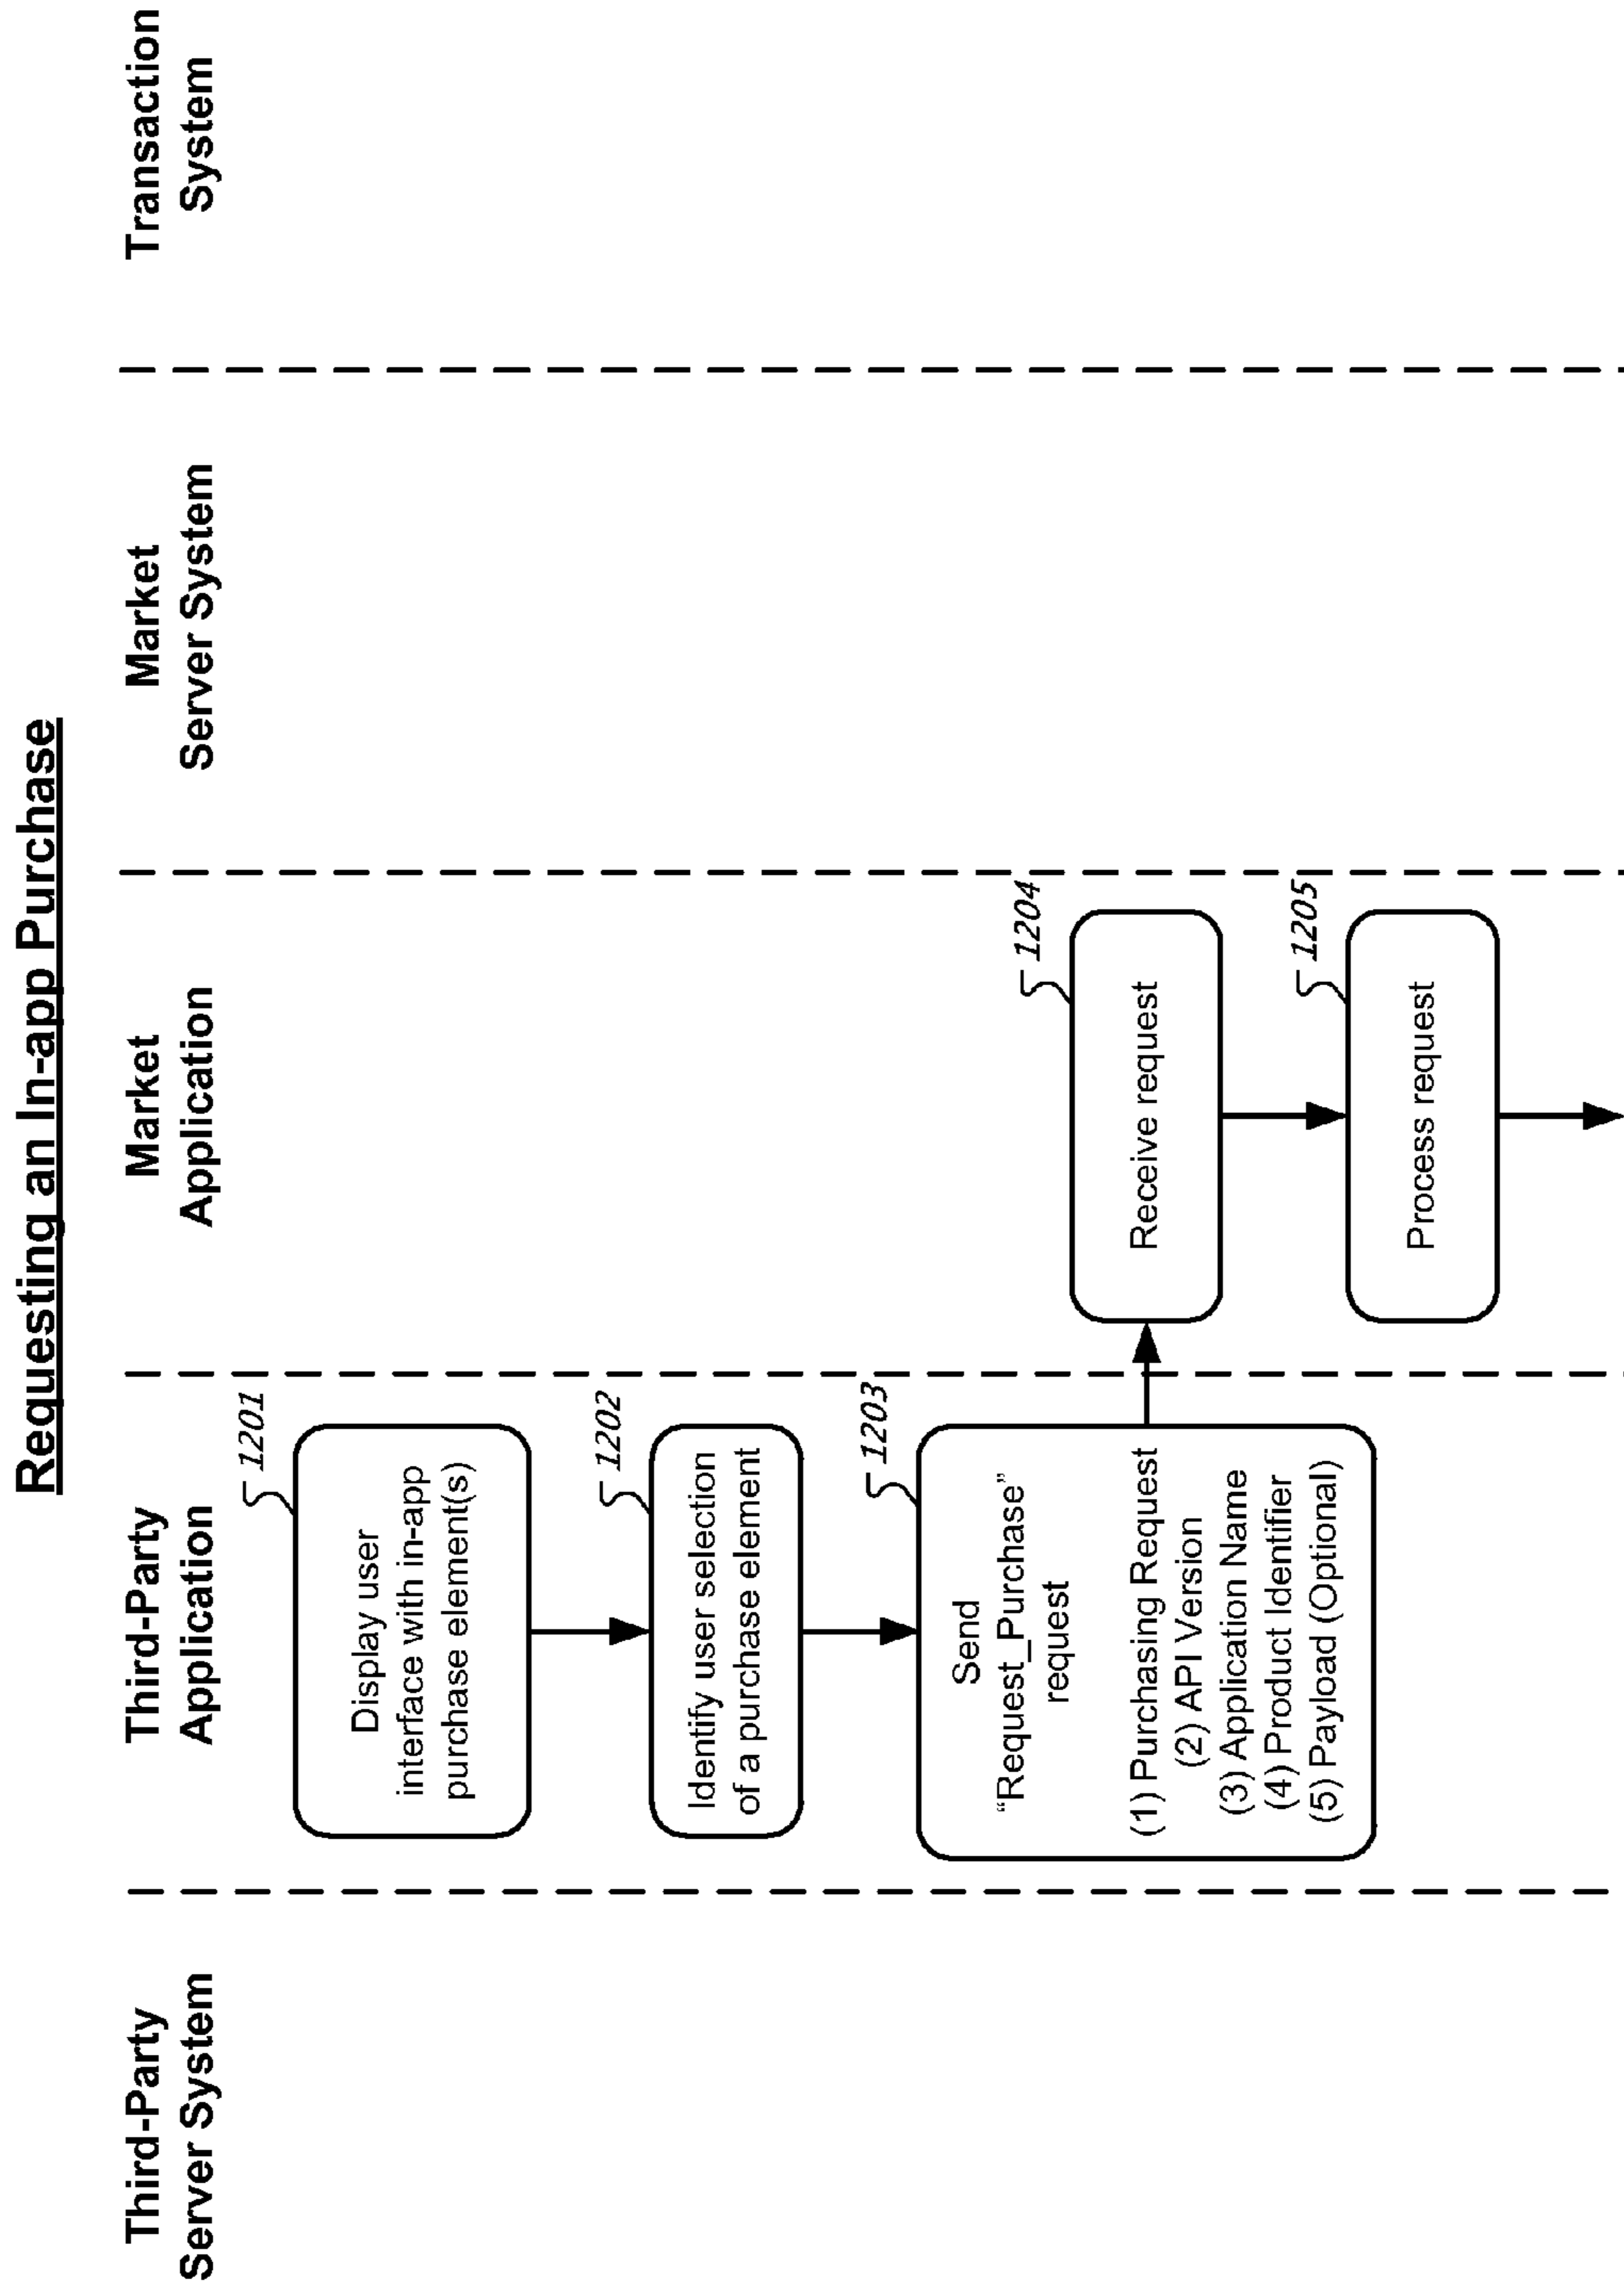 Requesting an In-app Purchase
Third-Party
Server System
Third-Party
Application
Market
Application
Market
Server System
Transaction
System
1201
Display user
interface with in-app
purchase element(s)
1202
Identify user selection
of a purchase element
1203
Send
“Request_Purchase”
request
(1) Purchasing Request
(2) API Version
(3) Application Name
(4) Product Identifier
(5) Payload (Optional)
1204
Receive request
1205
Process request